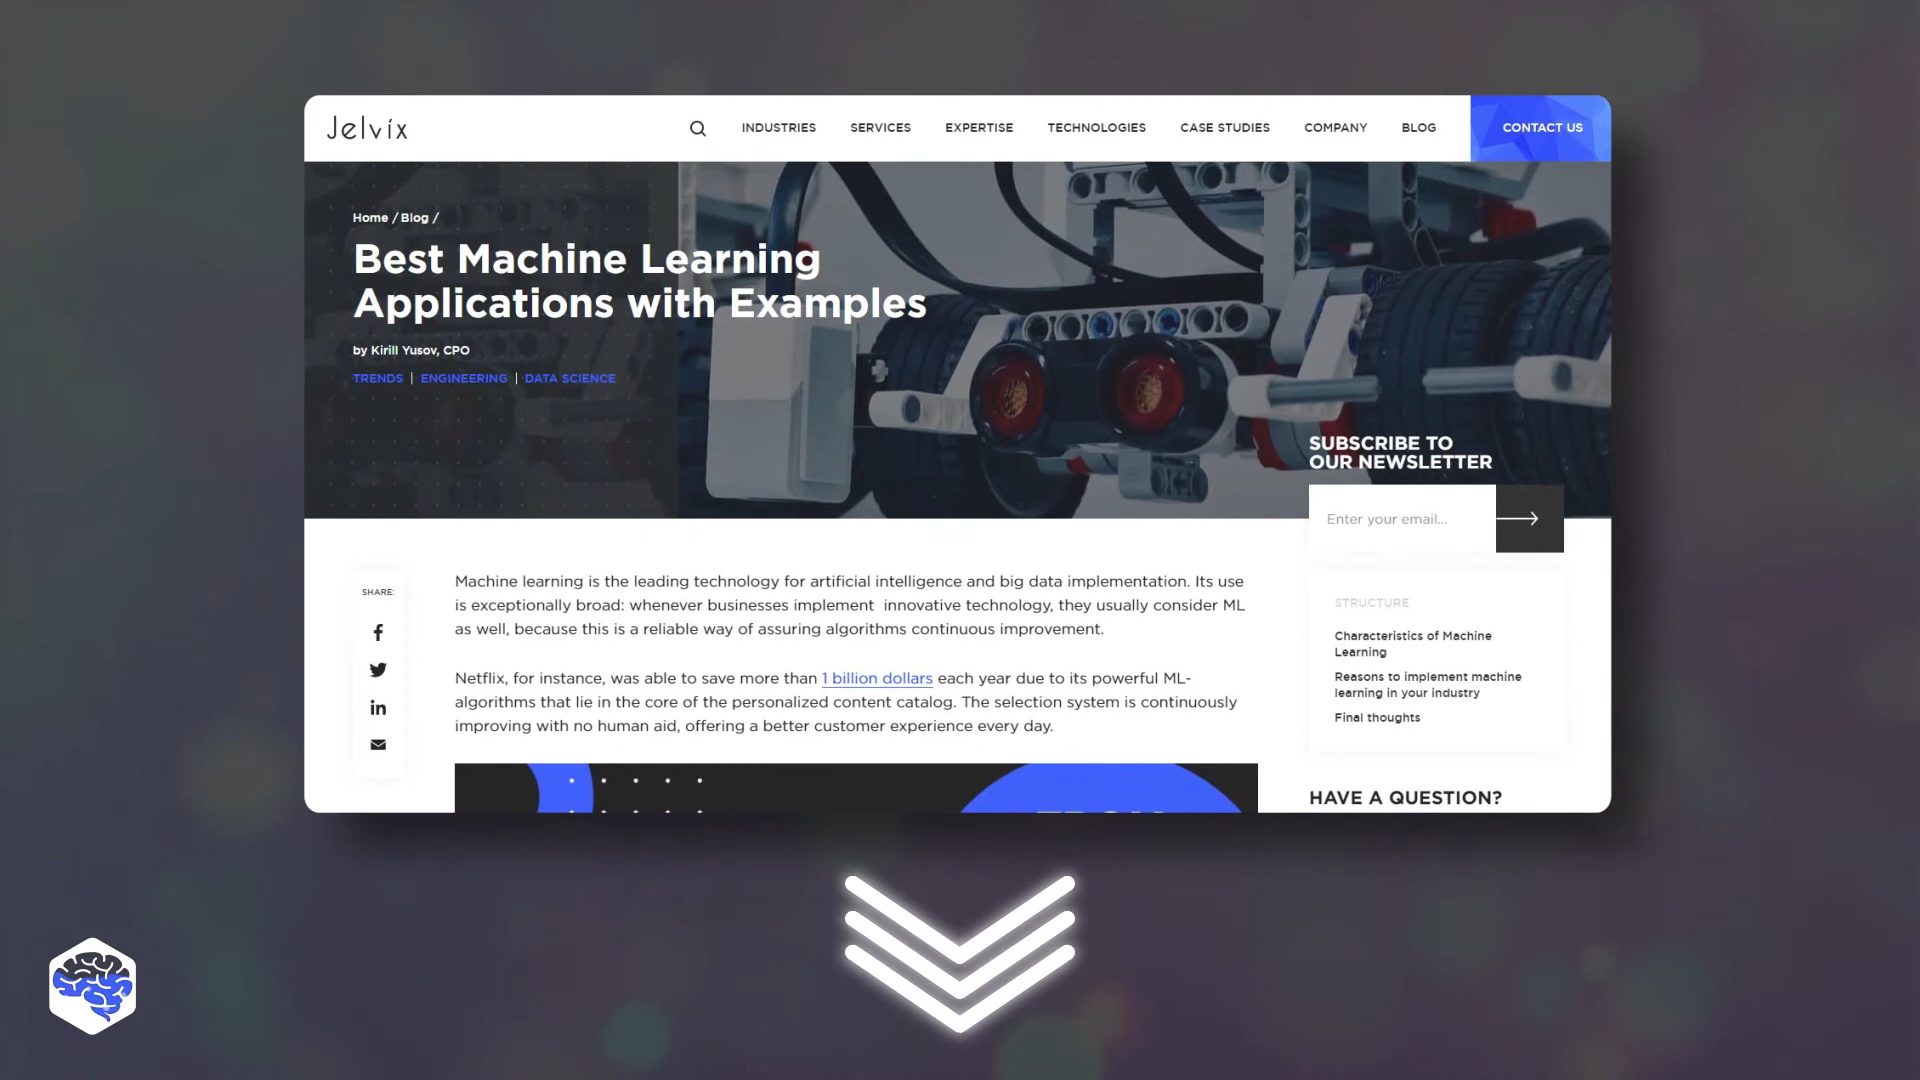 Jelvix
INDUSTRIES
SERVICES
EXPERTISE
TECHNOLOGIES
CASE STUDIES
COMPANY
BLOG
CONTACT US
Home / Blog /
Best Machine Learning
Applications with Examples
by Kirill Yusov, CPO
TRENDS | ENGINEERING | DATA SCIENCE
SUBSCRIBE TO
OUR NEWSLETTER
Enter your email...
SHARE:
Machine learning is the leading technology for artificial intelligence and big data implementation. Its use
is exceptionally broad: whenever businesses implement innovative technology, they usually consider ML
as well, because this is a reliable way of assuring algorithms continuous improvement.
Netflix, for instance, was able to save more than 1 billion dollars each year due to its powerful ML-
algorithms that lie in the core of the personalized content catalog. The selection system is continuously
improving with no human aid, offering a better customer experience every day.
STRUCTURE
Characteristics of Machine
Learning
Reasons to implement machine
learning in your industry
Final thoughts
HAVE A QUESTION?